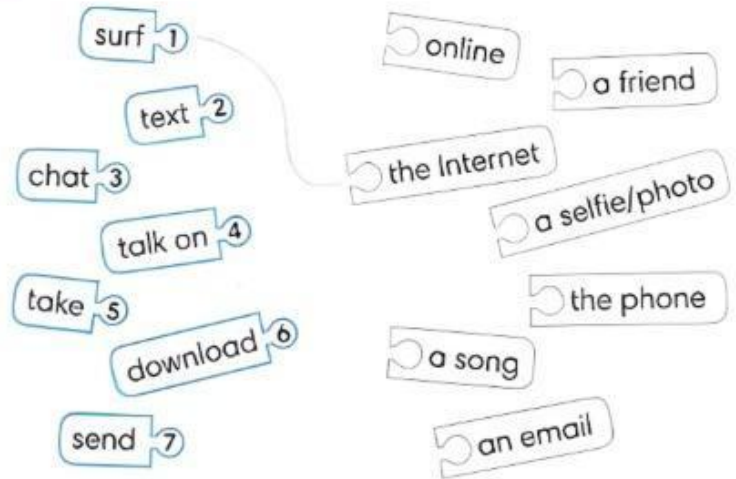 surf 1
text 2
chat 3
talk on 4
take 5
download 6
send 7
online
a friend
the Internet
a selfie/photo
the phone
a song
an email